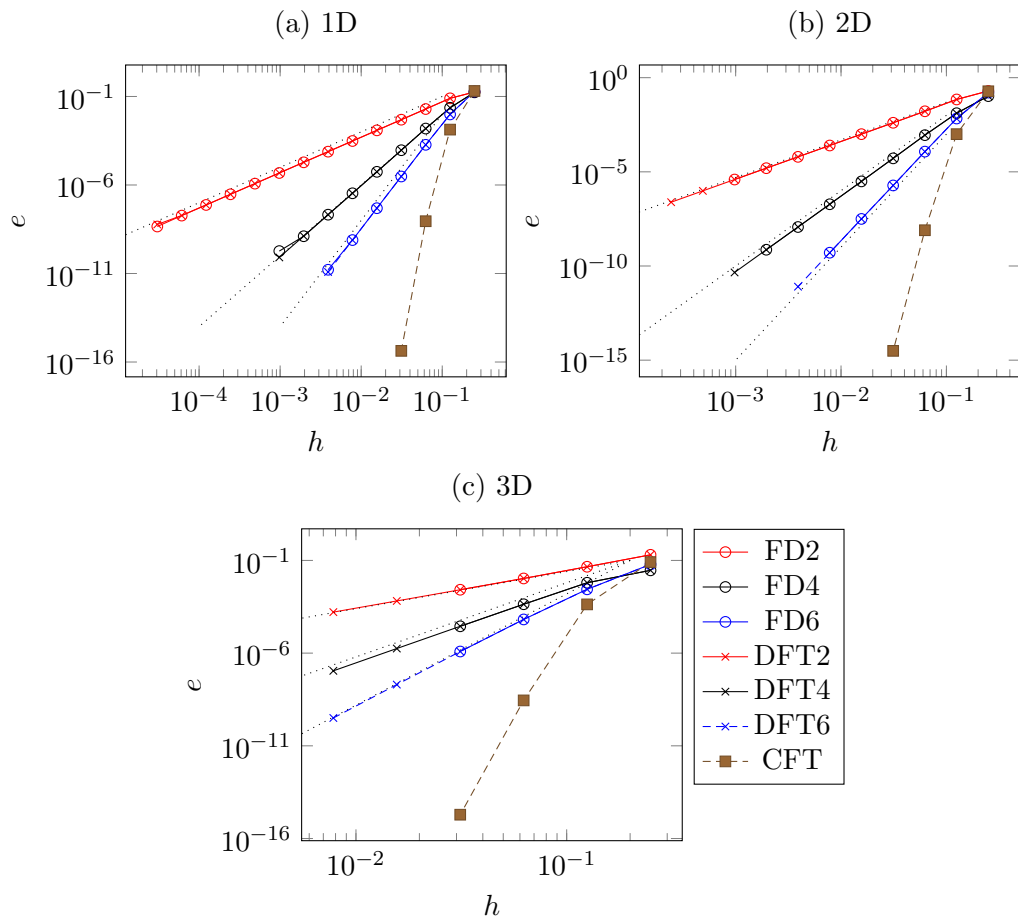 (a) 1D
(b) 2D
10^{-1}
10^{-6}
10^{-11}
10^{-16}
e
10^{-4}
10^{-3}
10^{-2}
10^{-1}
h
10^{0}
10^{-5}
10^{-10}
10^{-15}
e
10^{-3}
10^{-2}
10^{-1}
h
(c) 3D
10^{-1}
10^{-6}
10^{-11}
10^{-16}
e
10^{-2}
10^{-1}
h
FD2
FD4
FD6
DFT2
DFT4
DFT6
CFT